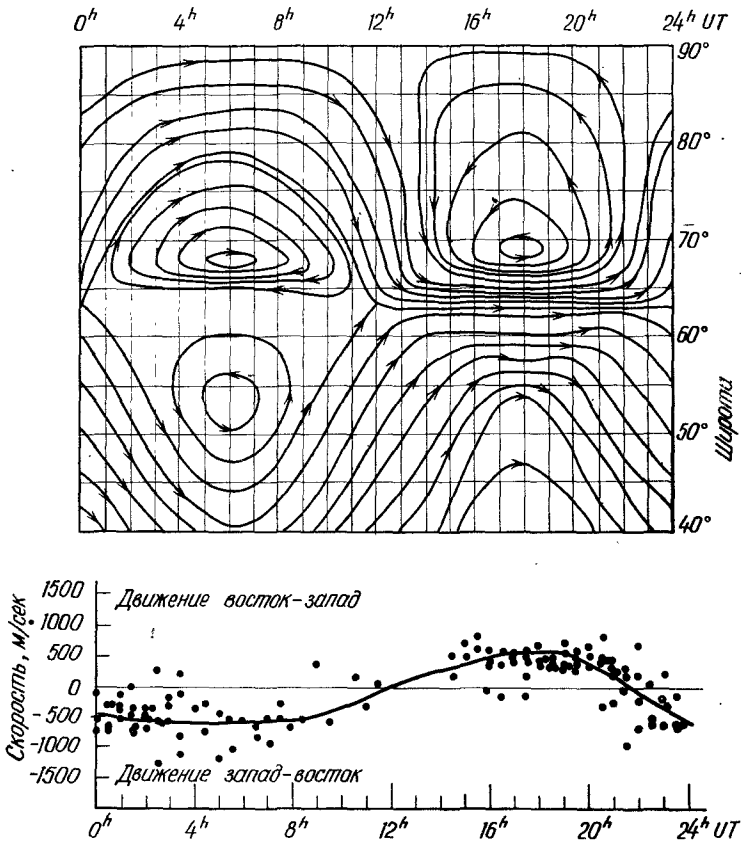 0ʰ 4ʰ 8ʰ 12ʰ 16ʰ 20ʰ 24ʰ UT
90°
80°
70°
60°
50°
40°
Широта
Скорость, м/сек
1500
1000
500
0
-500
-1000
-1500
Движение восток-запад
Движение запад-восток
0ʰ 4ʰ 8ʰ 12ʰ 16ʰ 20ʰ 24ʰ UT